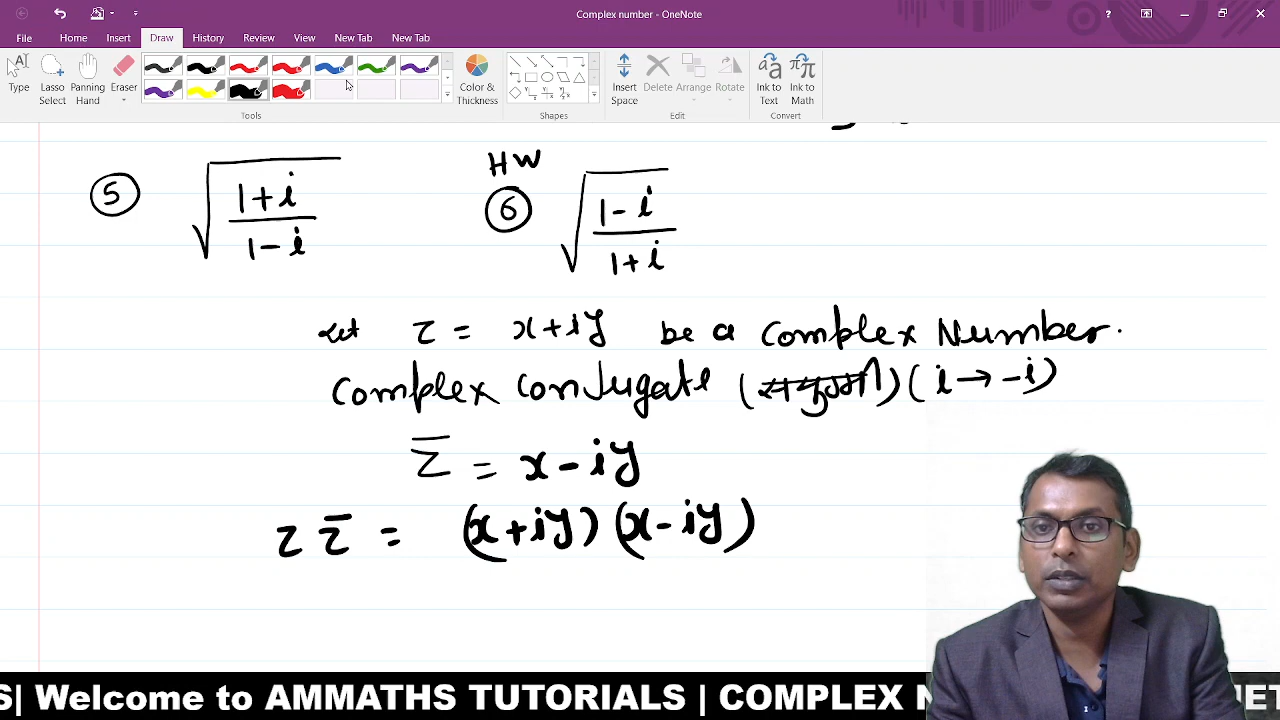 Complex number - OneNote
File Home Insert Draw History Review View New Tab New Tab
Type Lasso Select Panning Hand Eraser Color & Thickness Insert Space Delete Arrange Rotate Ink to Text Ink to Math
Tools Shapes Edit Convert
HW
⑤ √((1+i)/(1-i)) ⑥ √((1-i)/(1+i))
Let z = x+iy be a Complex Number.
Complex Conjugate ( ) (i → -i)
z̄ = x-iy
z z̄ = (x+iy)(x-iy)
S| Welcome to AMMATHS TUTORIALS | COMPLEX